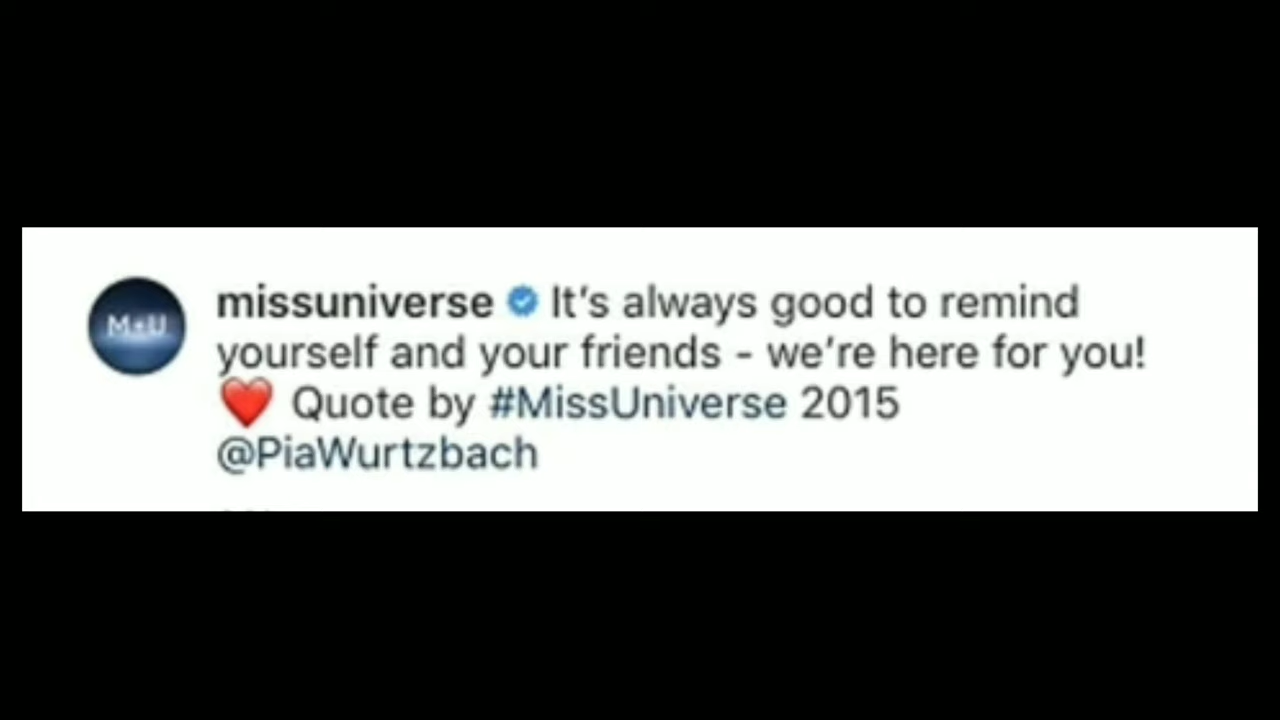 M★U
missuniverse It's always good to remind
yourself and your friends - we're here for you!
❤️ Quote by #MissUniverse 2015
@PiaWurtzbach